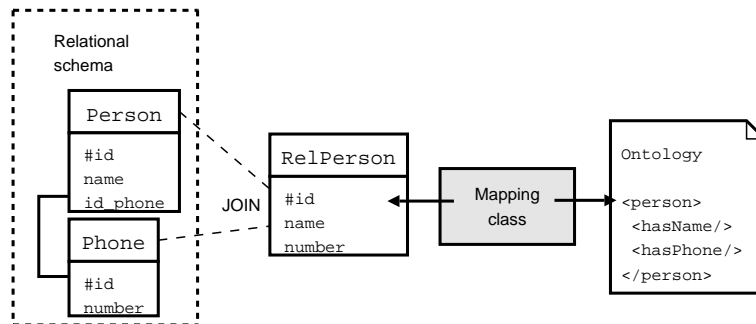 Relational
schema
Person
#id
name
id_phone
Phone
#id
number
JOIN
RelPerson
#id
name
number
Mapping
class
Ontology
<person>
<hasName/>
<hasPhone/>
</person>